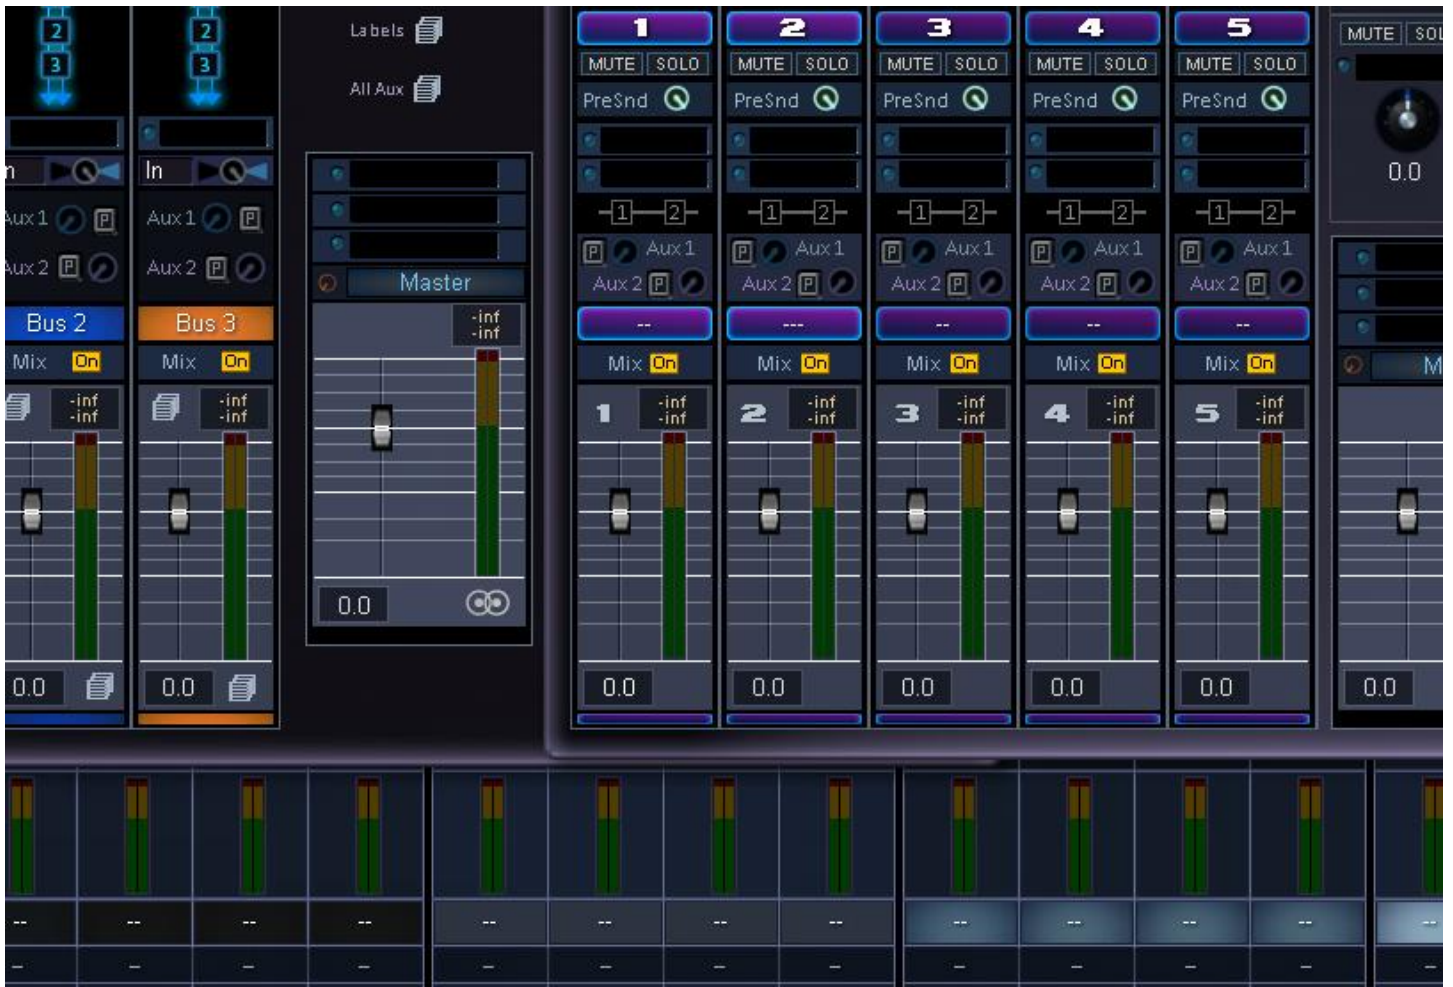 2 2
3 3
Labels
All Aux
1 2 3 4 5
MUTE SOLO MUTE SOLO MUTE SOLO MUTE SOLO MUTE SOLO MUTE
PreSnd PreSnd PreSnd PreSnd PreSnd
0.0
In
1 2 1 2 1 2 1 2 1 2
Aux 1 P Aux 1 P
P Aux 1 P Aux 1 P Aux 1 P Aux 1 P Aux 1
Aux 2 P Aux 2 P
Aux 2 P Aux 2 P Aux 2 P Aux 2 P Aux 2 P
Master
Bus 2 Bus 3
-inf
-inf
-- --- -- -- --
Mix On Mix On
Mix On Mix On Mix On Mix On Mix On
-inf -inf
-inf -inf
1 -inf 2 -inf 3 -inf 4 -inf 5 -inf
-inf -inf -inf -inf -inf
0.0
0.0 0.0
0.0 0.0 0.0 0.0 0.0 0.0
-- -- -- -- -- -- -- -- -- -- -- -- --
– – – – – – – – – – – – –